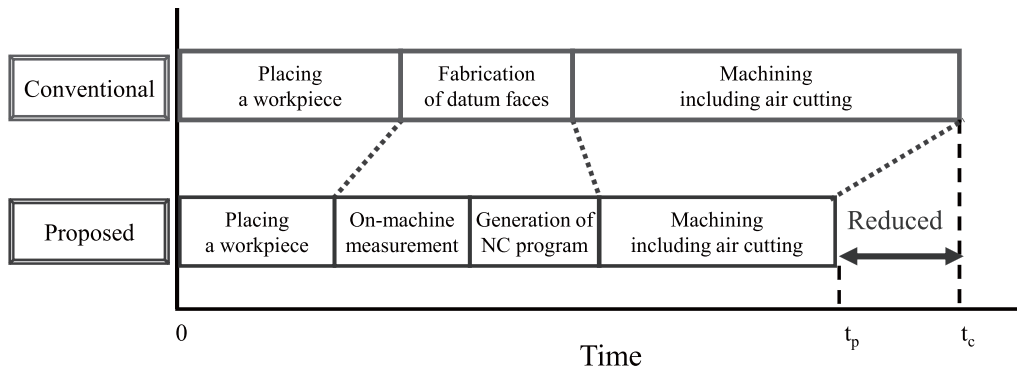 Conventional
Placing
a workpiece
Fabrication
of datum faces
Machining
including air cutting
Proposed
Placing
a workpiece
On-machine
measurement
Generation of
NC program
Machining
including air cutting
Reduced
0
tp
tc
Time